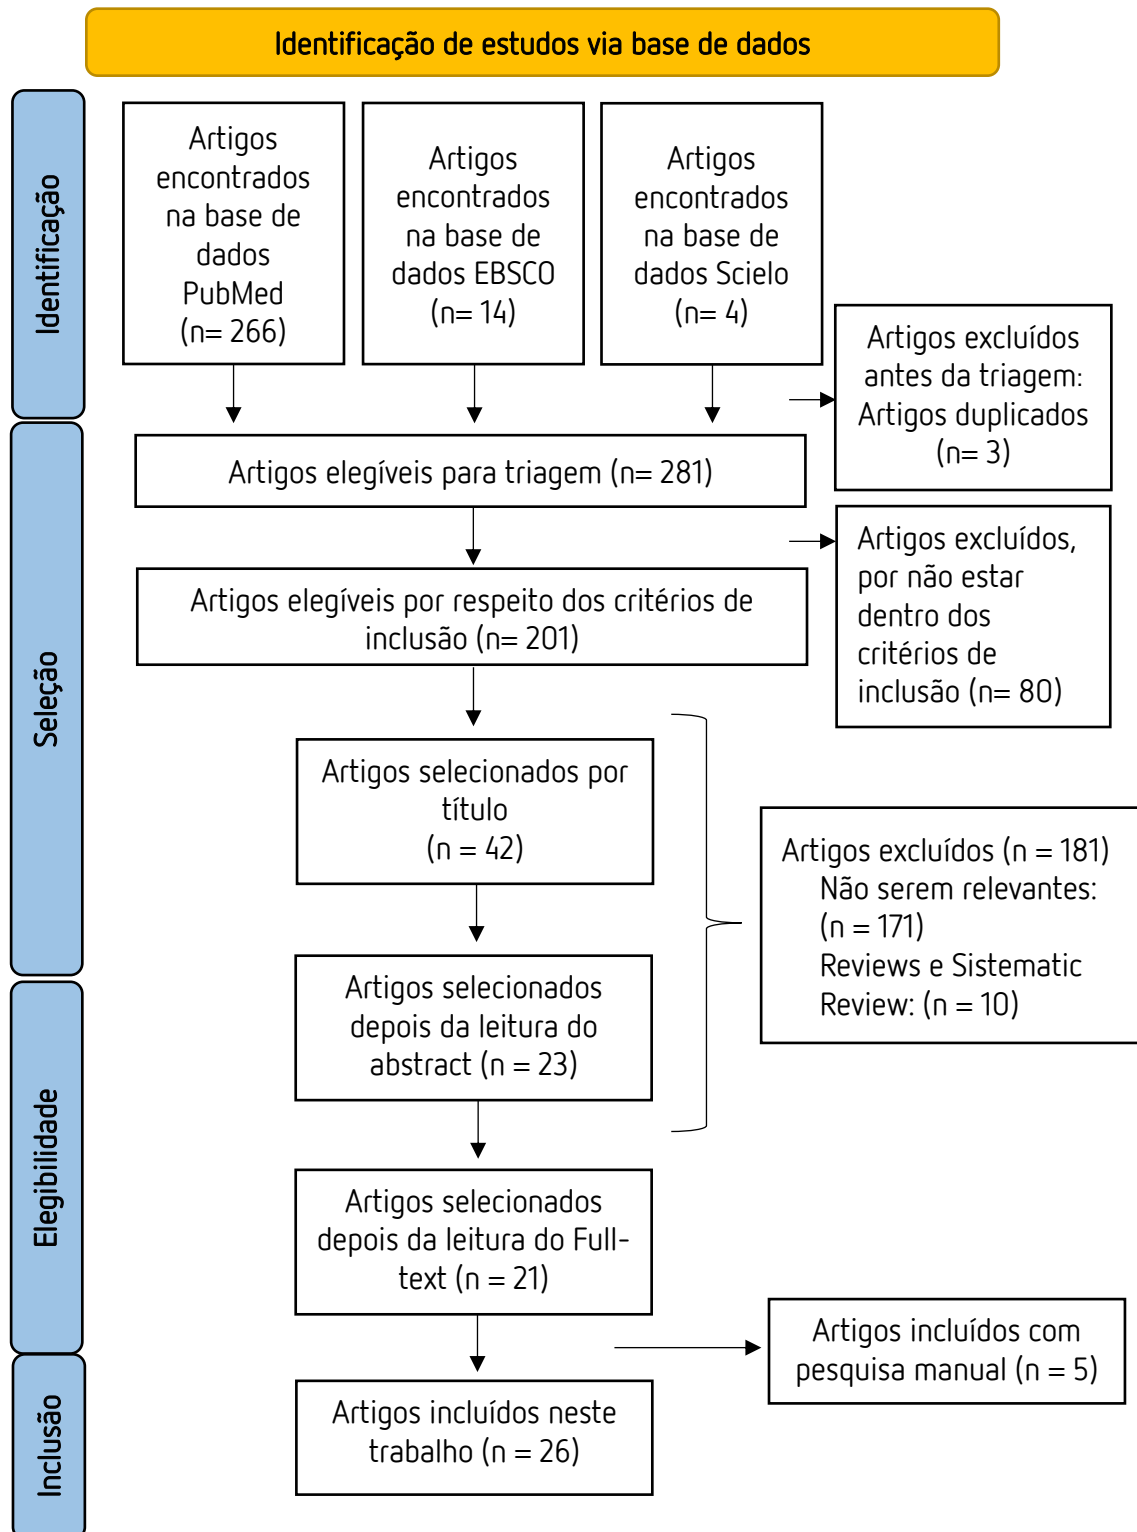 Identificação de estudos via base de dados
Identificação
Artigos
encontrados
na base de
dados
PubMed
(n= 266)
Artigos
encontrados
na base de
dados EBSCO
(n= 14)
Artigos
encontrados
na base de
dados Scielo
(n= 4)
Artigos excluídos
antes da triagem:
Artigos duplicados
(n= 3)
Seleção
Artigos elegíveis para triagem (n= 281)
Artigos excluídos,
por não estar
dentro dos
critérios de
inclusão (n= 80)
Artigos elegíveis por respeito dos critérios de
inclusão (n= 201)
Artigos selecionados por
título
(n = 42)
Artigos excluídos (n = 181)
Não serem relevantes:
(n = 171)
Reviews e Sistematic
Review: (n = 10)
Artigos selecionados
depois da leitura do
abstract (n = 23)
Elegibilidade
Artigos selecionados
depois da leitura do Full-
text (n = 21)
Artigos incluídos com
pesquisa manual (n = 5)
Inclusão
Artigos incluídos neste
trabalho (n = 26)